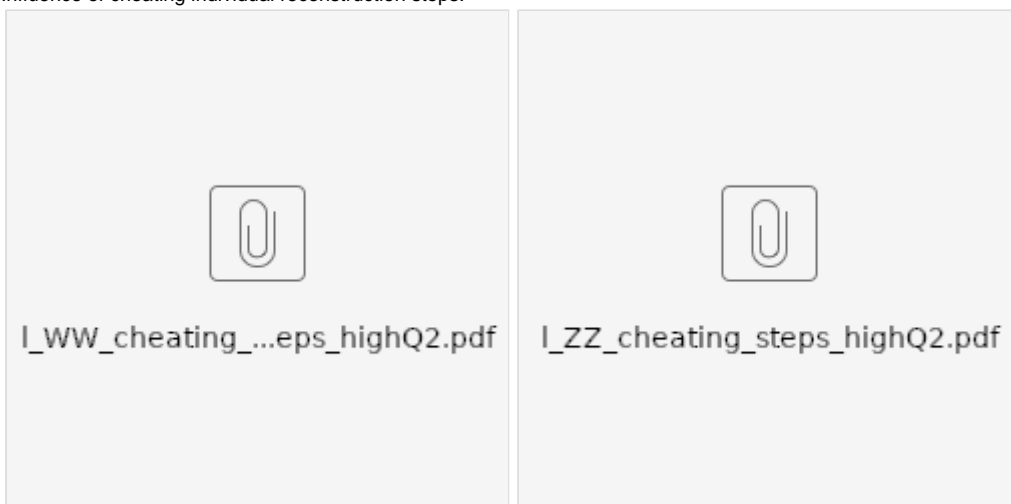 influence of cheating individual reconstruction steps.
l_WW_cheating_...eps_highQ2.pdf
l_ZZ_cheating_steps_highQ2.pdf